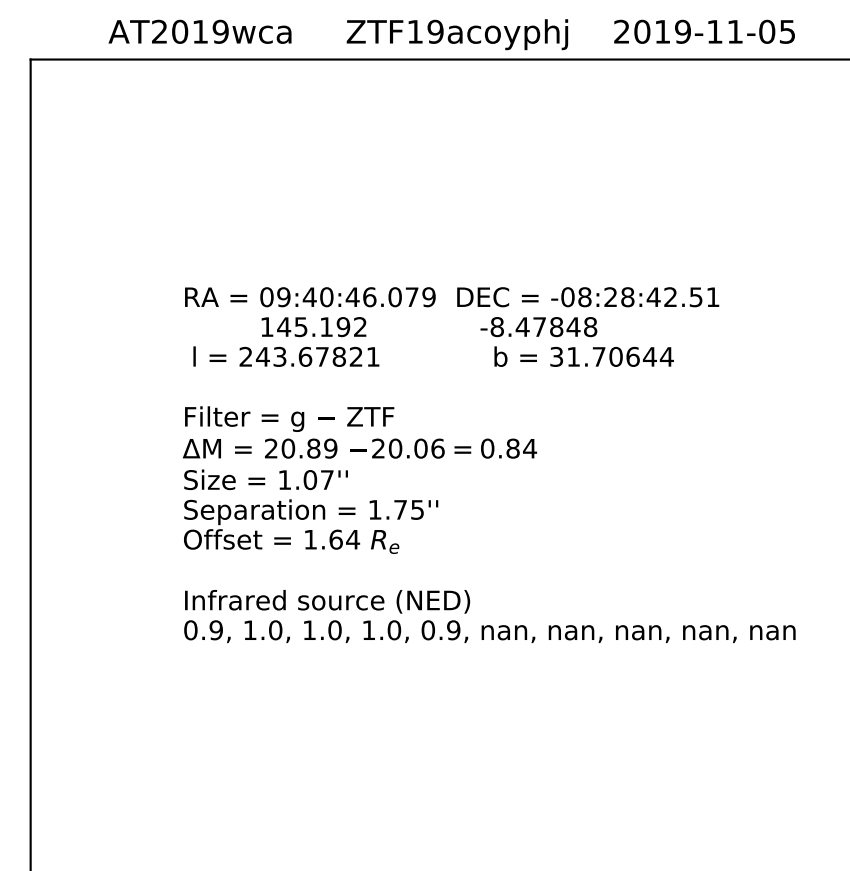 AT2019wca ZTF19acoyphj 2019-11-05
RA = 09:40:46.079 DEC = -08:28:42.51
145.192 -8.47848
l = 243.67821 b = 31.70644
Filter = g − ZTF
ΔM = 20.89 −20.06 = 0.84
Size = 1.07''
Separation = 1.75''
Offset = 1.64 Rₑ
Infrared source (NED)
0.9, 1.0, 1.0, 1.0, 0.9, nan, nan, nan, nan, nan